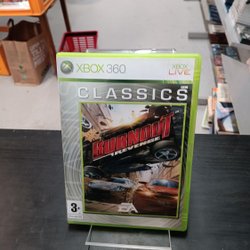 XBOX 360
XBOX
LIVE
CLASSICS
BURNOUT
REVENGE
3+
EA